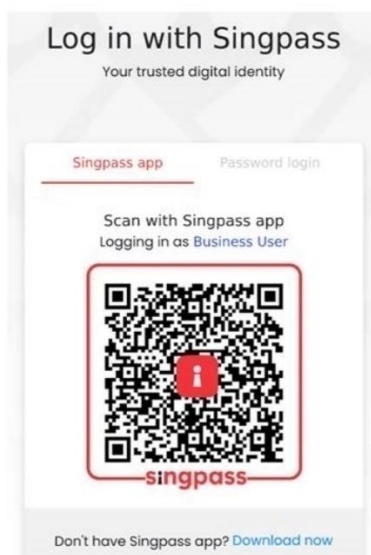 Log in with Singpass
Your trusted digital identity
Singpass app
Password login
Scan with Singpass app
Logging in as Business User
singpass
Don't have Singpass app? Download now